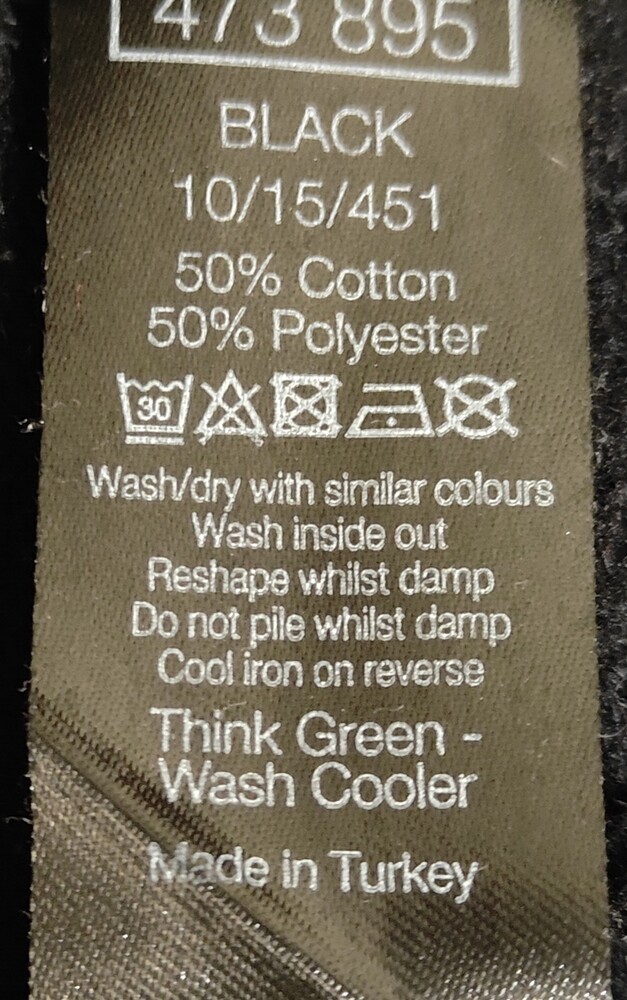 473 895
BLACK
10/15/451
50% Cotton
50% Polyester
30
Wash/dry with similar colours
Wash inside out
Reshape whilst damp
Do not pile whilst damp
Cool iron on reverse
Think Green -
Wash Cooler
Made in Turkey